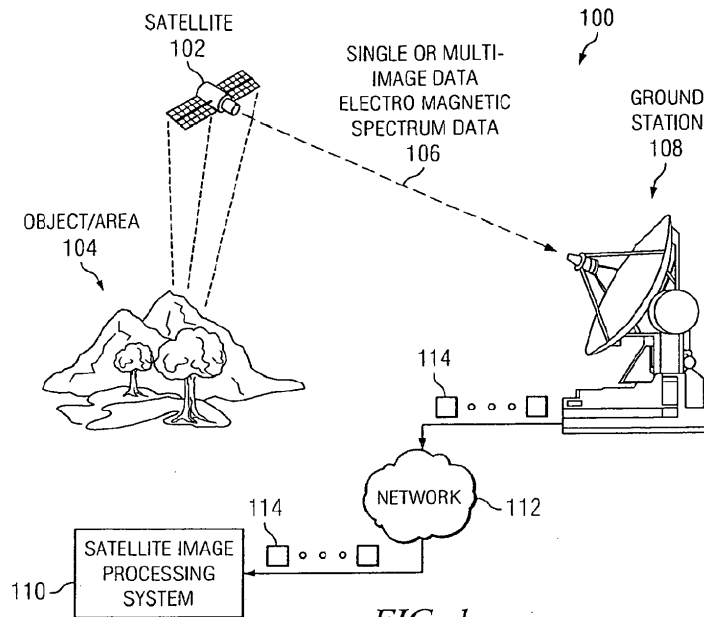 SATELLITE
102
SINGLE OR MULTI-
IMAGE DATA
ELECTRO MAGNETIC
SPECTRUM DATA
106
100
GROUND
STATION
108
OBJECT/AREA
104
114
NETWORK
112
114
SATELLITE IMAGE
PROCESSING
SYSTEM
110